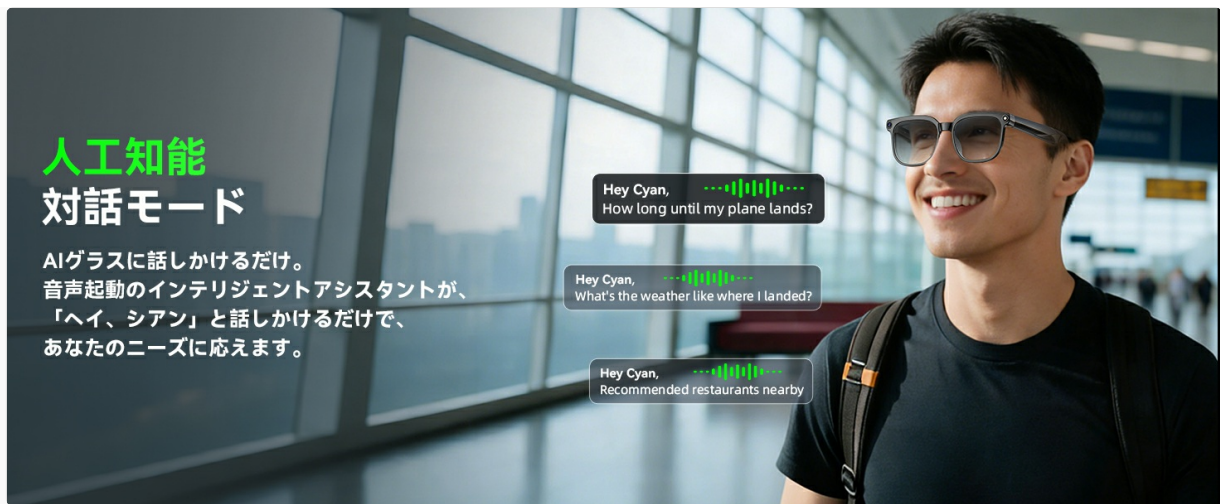 人工知能
対話モード
AIグラスに話しかけるだけ。
音声起動のインテリジェントアシスタントが、
「ヘイ、シアン」と話しかけるだけで、
あなたのニーズに応えます。
Hey Cyan,
How long until my plane lands?
Hey Cyan,
What's the weather like where I landed?
Hey Cyan,
Recommended restaurants nearby